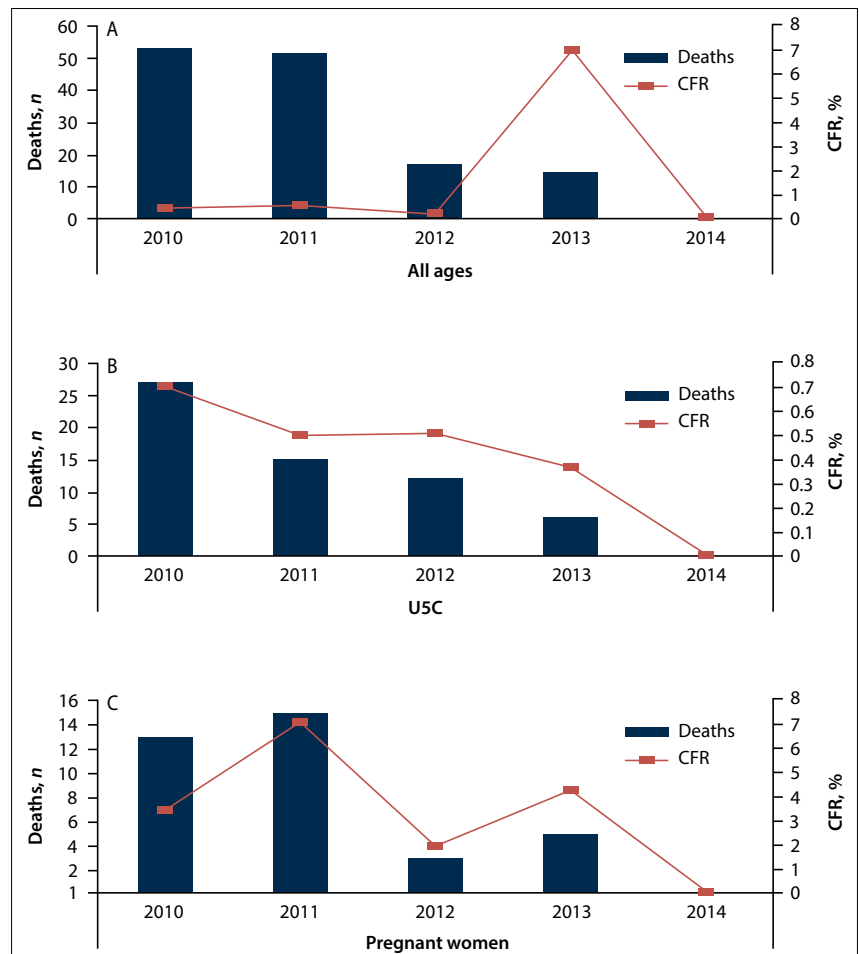 A
Deaths, n
60
50
40
30
20
10
0
Deaths
CFR
8
7
6
5
4
3
2
1
0
CFR, %
2010 2011 2012 2013 2014
All ages
B
Deaths, n
30
25
20
15
10
5
0
Deaths
CFR
0.8
0.7
0.6
0.5
0.4
0.3
0.2
0.1
0
CFR, %
2010 2011 2012 2013 2014
U5C
C
Deaths, n
16
14
12
10
8
6
4
2
1
Deaths
CFR
8
7
6
5
4
3
2
1
0
CFR, %
2010 2011 2012 2013 2014
Pregnant women